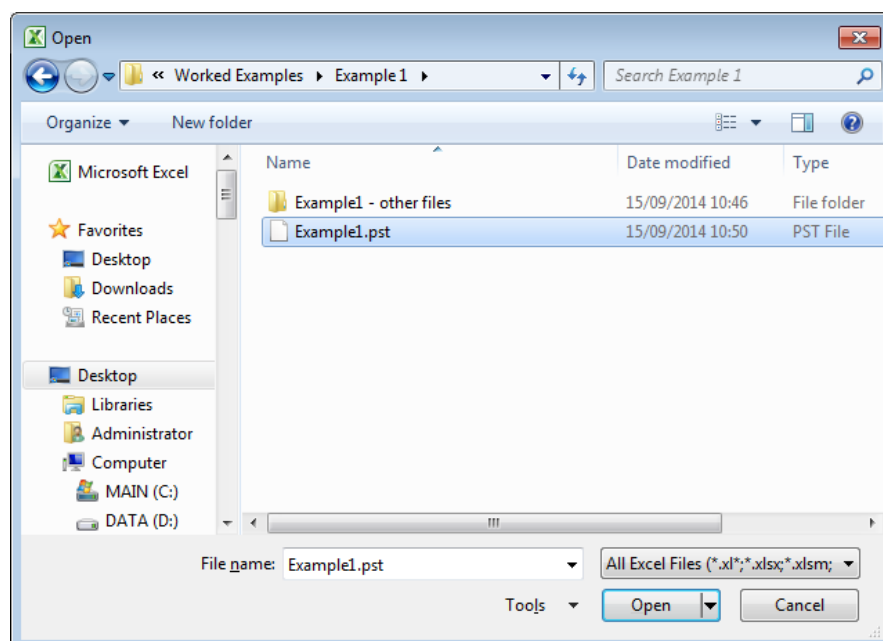 Open
« Worked Examples Example1 Search Example 1
Organize New folder
Microsoft Excel
Favorites
Desktop
Downloads
Recent Places
Desktop
Libraries
Administrator
Computer
MAIN (C:)
DATA (D:)
Name Date modified Type
Example1 - other files 15/09/2014 10:46 File folder
Example1.pst 15/09/2014 10:50 PST File
File name: Example1.pst All Excel Files (*.xl*;*.xlsx;*.xlsm;
Tools Open Cancel